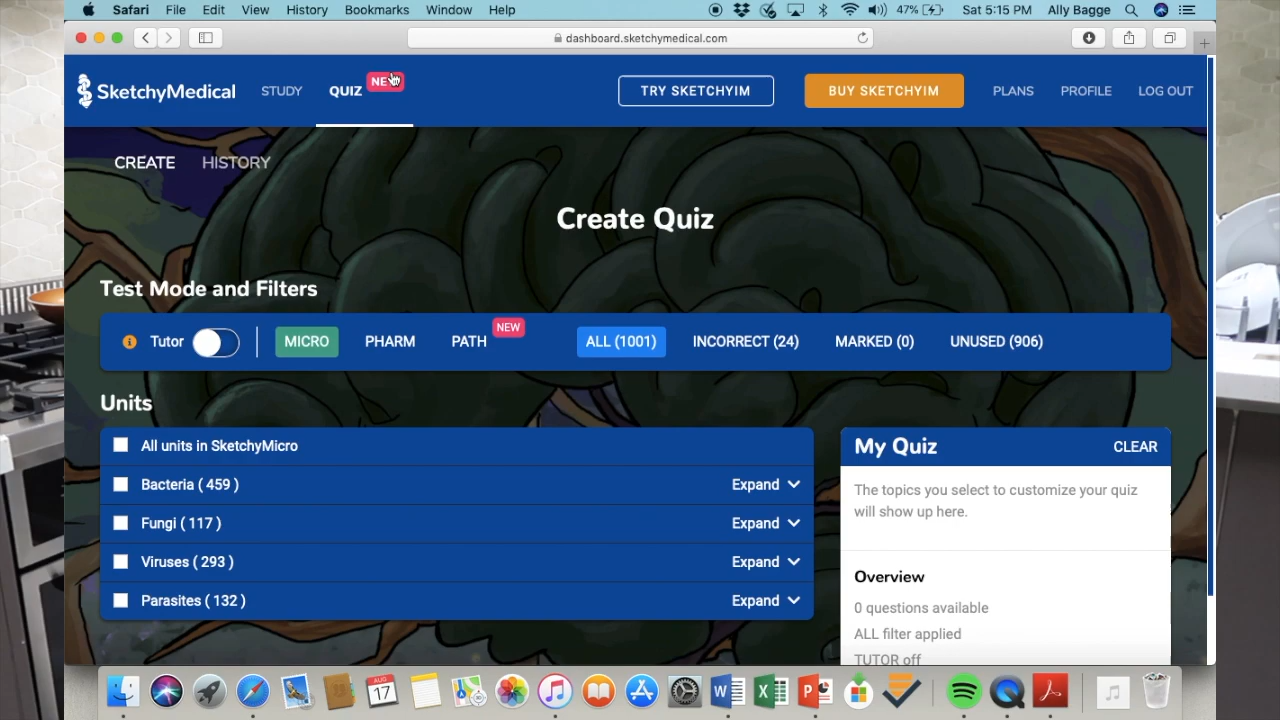 Safari File Edit View History Bookmarks Window Help 47% Sat 5:15 PM Ally Bagge
dashboard.sketchymedical.com
SketchyMedical STUDY QUIZ NEW TRY SKETCHYIM BUY SKETCHYIM PLANS PROFILE LOG OUT
CREATE HISTORY
Create Quiz
Test Mode and Filters
Tutor MICRO PHARM PATH NEW ALL (1001) INCORRECT (24) MARKED (0) UNUSED (906)
Units
All units in SketchyMicro
Bacteria ( 459 ) Expand
Fungi ( 117 ) Expand
Viruses ( 293 ) Expand
Parasites ( 132 ) Expand
My Quiz CLEAR
The topics you select to customize your quiz
will show up here.
Overview
0 questions available
ALL filter applied
TUTOR off
AUG
17